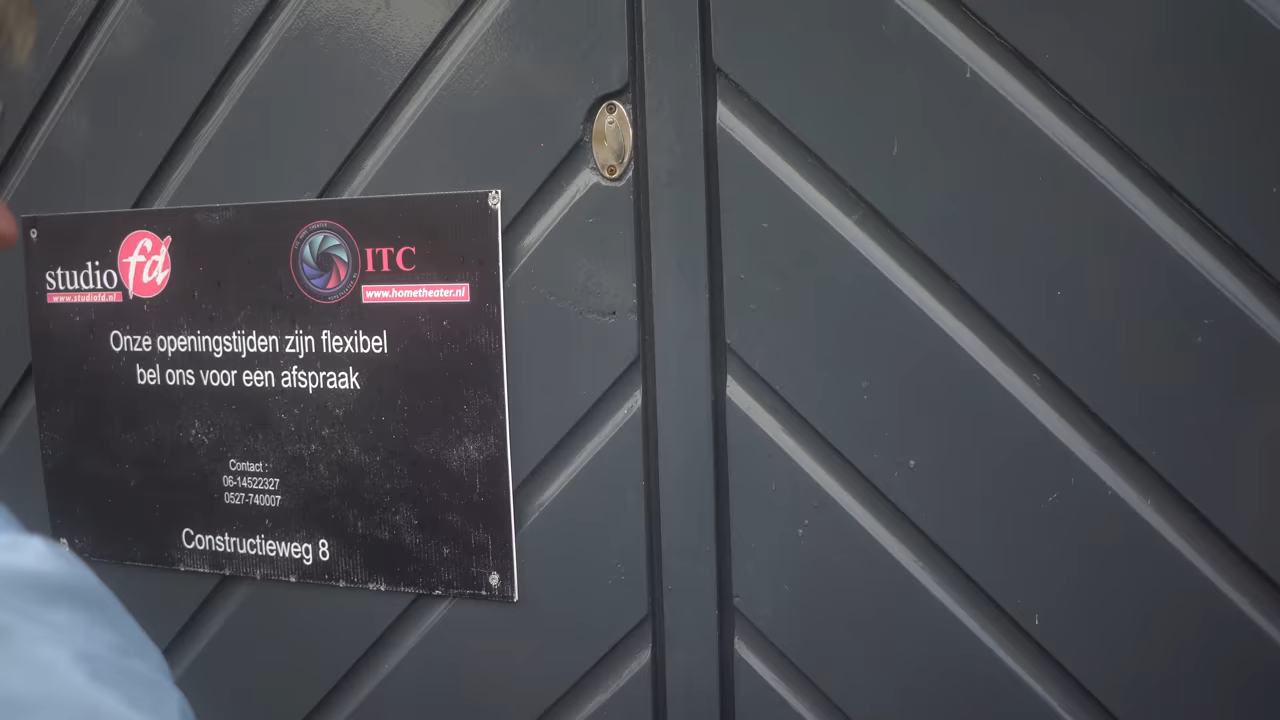 studio fd
www.studiofd.nl
ITC
www.hometheater.nl
Onze openingstijden zijn flexibel
bel ons voor een afspraak
Contact :
06-14522327
0527-740007
Constructieweg 8